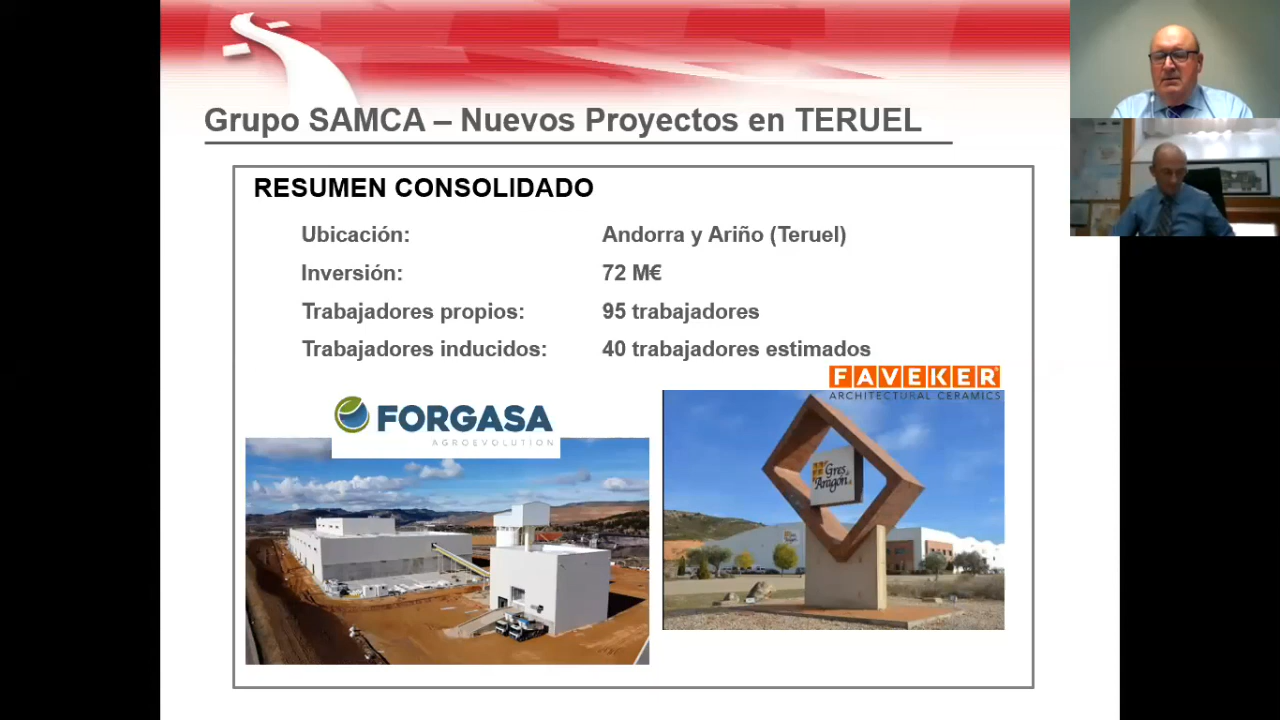 Grupo SAMCA – Nuevos Proyectos en TERUEL
RESUMEN CONSOLIDADO
Ubicación: Andorra y Ariño (Teruel)
Inversión: 72 M€
Trabajadores propios: 95 trabajadores
Trabajadores inducidos: 40 trabajadores estimados
FAVEKER
ARCHITECTURAL CERAMICS
FORGASA
AGROEVOLUTION
Gres de
Aragón